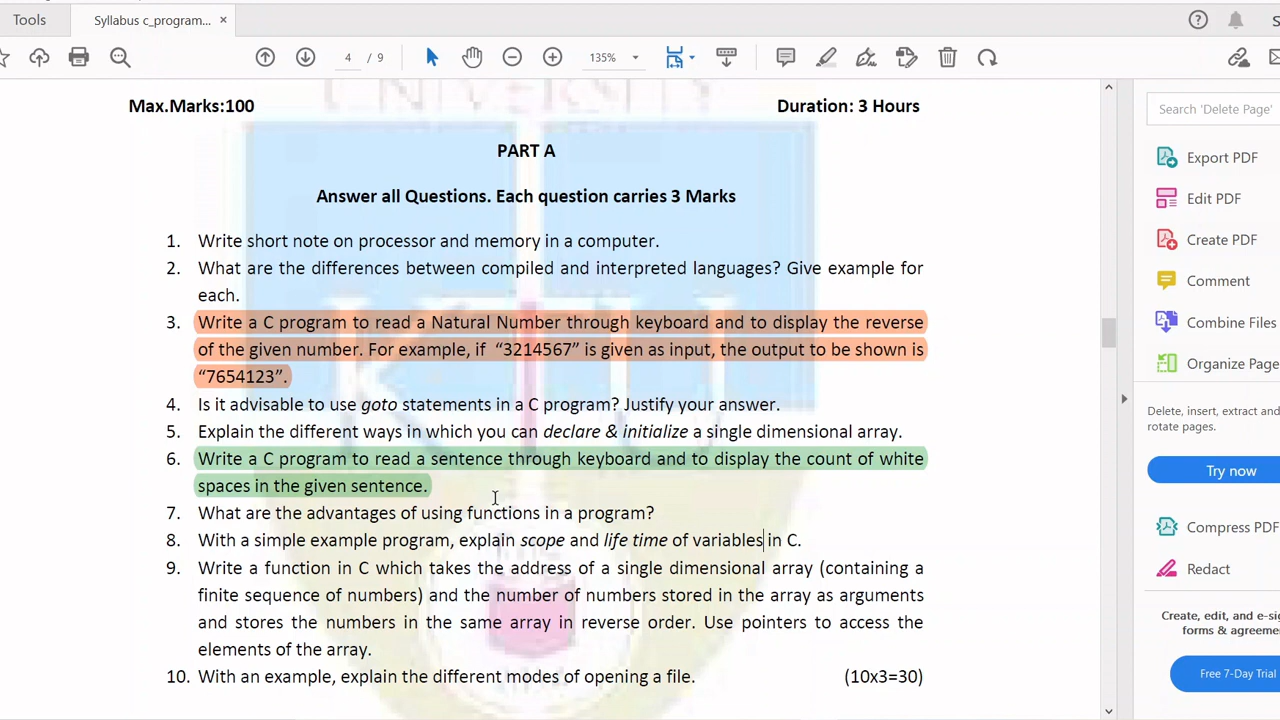 Tools
Syllabus c_program... ×
4 / 9
135%
Max.Marks:100 Duration: 3 Hours
PART A
Answer all Questions. Each question carries 3 Marks
1. Write short note on processor and memory in a computer.
2. What are the differences between compiled and interpreted languages? Give example for
each.
3. Write a C program to read a Natural Number through keyboard and to display the reverse
of the given number. For example, if “3214567” is given as input, the output to be shown is
“7654123”.
4. Is it advisable to use goto statements in a C program? Justify your answer.
5. Explain the different ways in which you can declare & initialize a single dimensional array.
6. Write a C program to read a sentence through keyboard and to display the count of white
spaces in the given sentence.
7. What are the advantages of using functions in a program?
8. With a simple example program, explain scope and life time of variables in C.
9. Write a function in C which takes the address of a single dimensional array (containing a
finite sequence of numbers) and the number of numbers stored in the array as arguments
and stores the numbers in the same array in reverse order. Use pointers to access the
elements of the array.
10. With an example, explain the different modes of opening a file. (10x3=30)
UNIVERSITY
KTU
Search 'Delete Page'
Export PDF
Edit PDF
Create PDF
Comment
Combine Files
Organize Page
Delete, insert, extract and
rotate pages.
Try now
Compress PDF
Redact
Create, edit, and e-si
forms & agreeme
Free 7-Day Trial